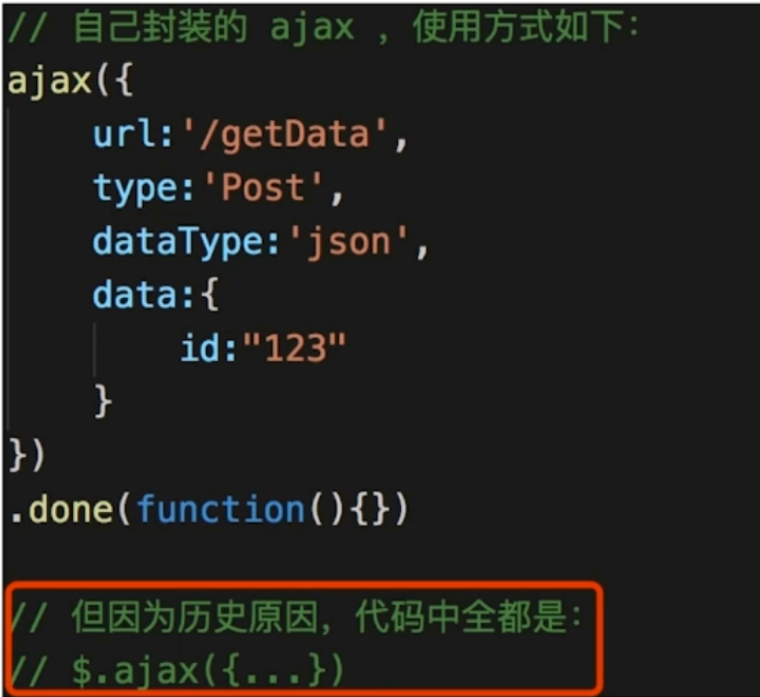 // 自己封装的 ajax ，使用方式如下：
ajax({
    url:'/getData',
    type:'Post',
    dataType:'json',
    data:{
        id:"123"
    }
})
.done(function(){})
// 但因为历史原因，代码中全都是：
// $.ajax({...})